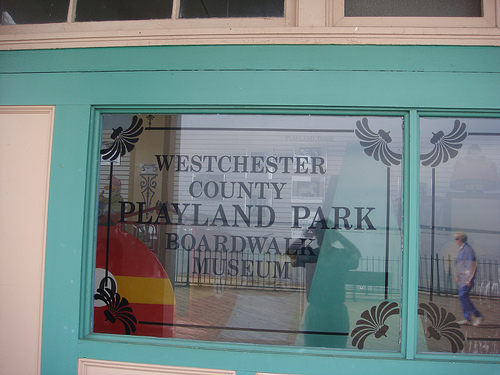 WESTCHESTER
COUNTY
PLAYLAND PARK
BOARDWALK
MUSEUM